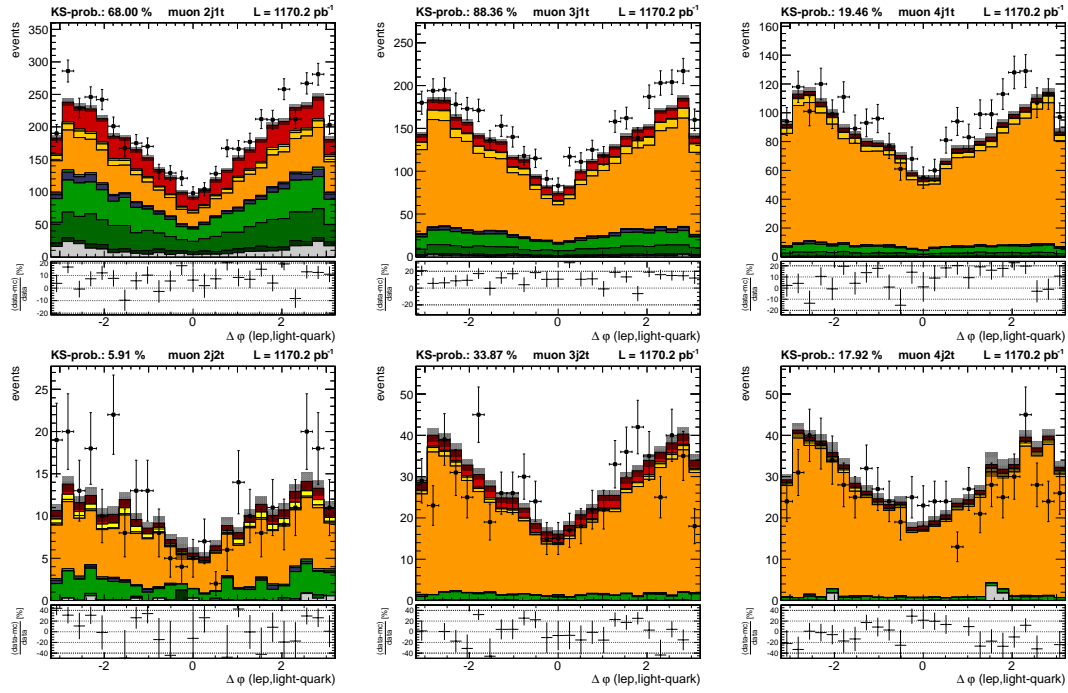 KS-prob.: 68.00 % muon 2j1t L = 1170.2 pb-1
events
350
300
250
200
150
100
50
0
(data-mc) [%]
data
20
10
0
-10
-20
-2 0 2
Δ φ (lep,light-quark)
KS-prob.: 88.36 % muon 3j1t L = 1170.2 pb-1
events
250
200
150
100
50
0
(data-mc) [%]
data
20
0
-20
-2 0 2
Δ φ (lep,light-quark)
KS-prob.: 19.46 % muon 4j1t L = 1170.2 pb-1
events
160
140
120
100
80
60
40
20
0
(data-mc) [%]
data
20
10
0
-10
-20
-2 0 2
Δ φ (lep,light-quark)
KS-prob.: 5.91 % muon 2j2t L = 1170.2 pb-1
events
25
20
15
10
5
0
(data-mc) [%]
data
40
20
0
-20
-40
-2 0 2
Δ φ (lep,light-quark)
KS-prob.: 33.87 % muon 3j2t L = 1170.2 pb-1
events
50
40
30
20
10
0
(data-mc) [%]
data
40
20
0
-20
-40
-2 0 2
Δ φ (lep,light-quark)
KS-prob.: 17.92 % muon 4j2t L = 1170.2 pb-1
events
50
40
30
20
10
0
(data-mc) [%]
data
40
20
0
-20
-40
-2 0 2
Δ φ (lep,light-quark)